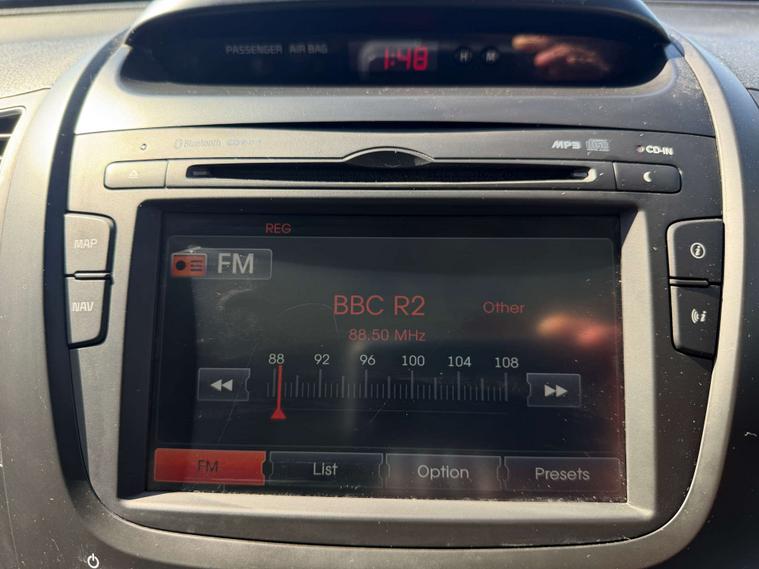 PASSENGER AIR BAG
1:48
H M
Bluetooth
MP3
CD-IN
MAP
NAV
REG
FM
BBC R2 Other
88.50 MHz
88 92 96 100 104 108
FM List Option Presets